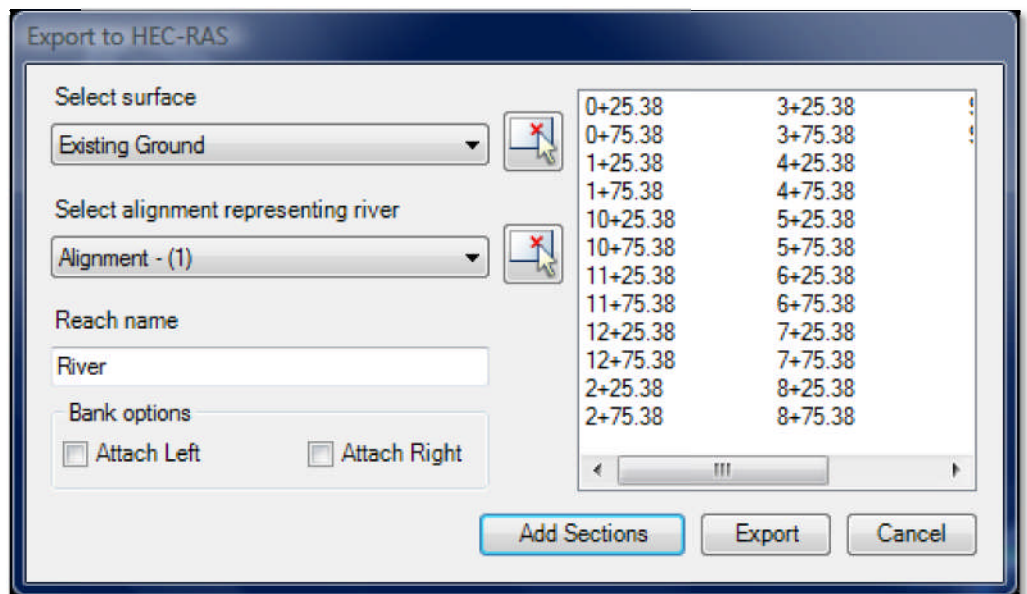 Export to HEC-RAS
Select surface
Existing Ground
Select alignment representing river
Alignment - (1)
Reach name
River
Bank options
Attach Left
Attach Right
0+25.38 3+25.38
0+75.38 3+75.38
1+25.38 4+25.38
1+75.38 4+75.38
10+25.38 5+25.38
10+75.38 5+75.38
11+25.38 6+25.38
11+75.38 6+75.38
12+25.38 7+25.38
12+75.38 7+75.38
2+25.38 8+25.38
2+75.38 8+75.38
Add Sections
Export
Cancel